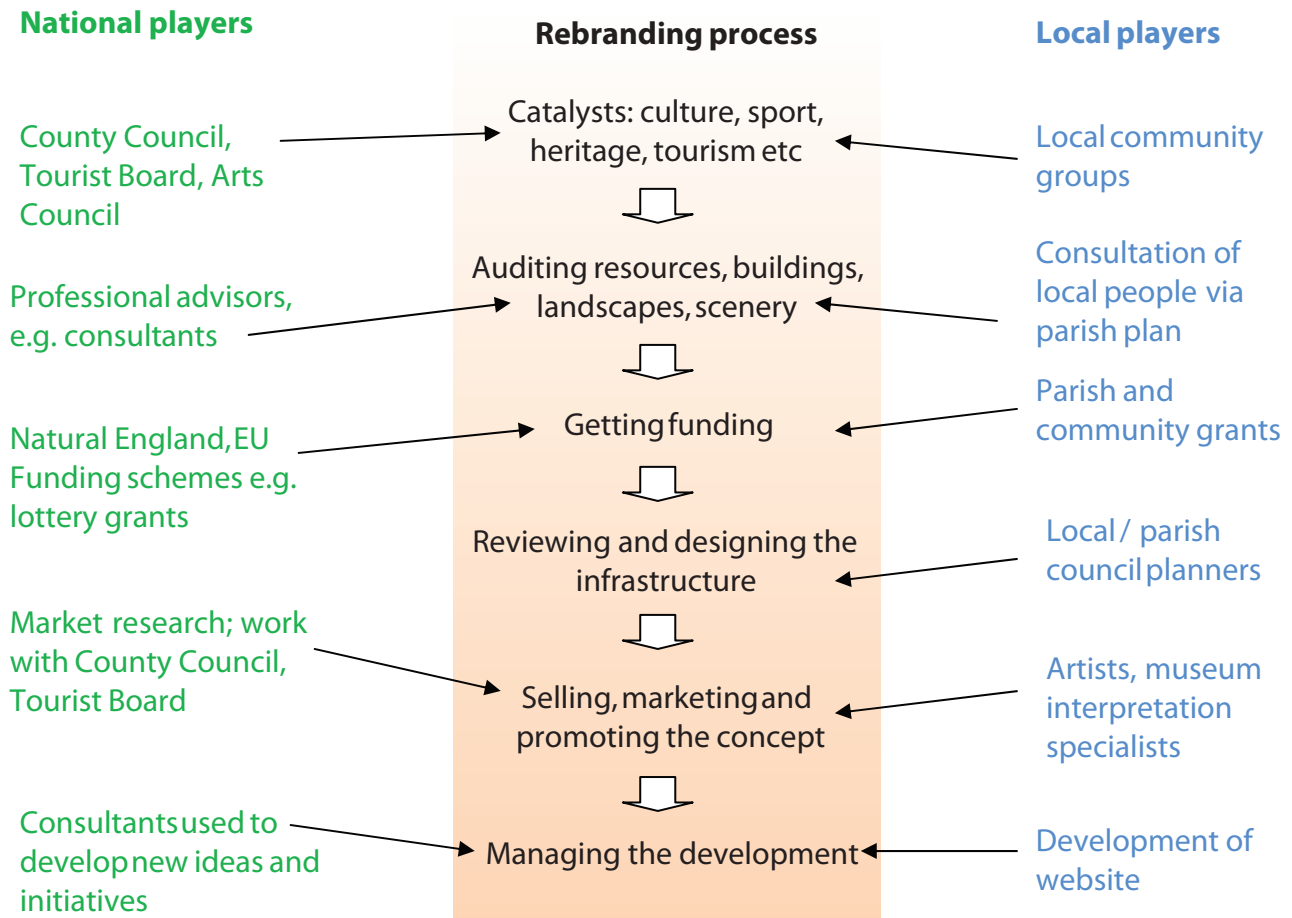 National players
Rebranding process
Local players
County Council,
Tourist Board, Arts
Council
Catalysts: culture, sport,
heritage, tourism etc
Local community
groups
Professional advisors,
e.g. consultants
Auditing resources, buildings,
landscapes, scenery
Consultation of
local people via
parish plan
Natural England, EU
Funding schemes e.g.
lottery grants
Getting funding
Parish and
community grants
Reviewing and designing the
infrastructure
Local / parish
council planners
Market research; work
with County Council,
Tourist Board
Selling, marketing and
promoting the concept
Artists, museum
interpretation
specialists
Consultants used to
develop new ideas and
initiatives
Managing the development
Development of
website